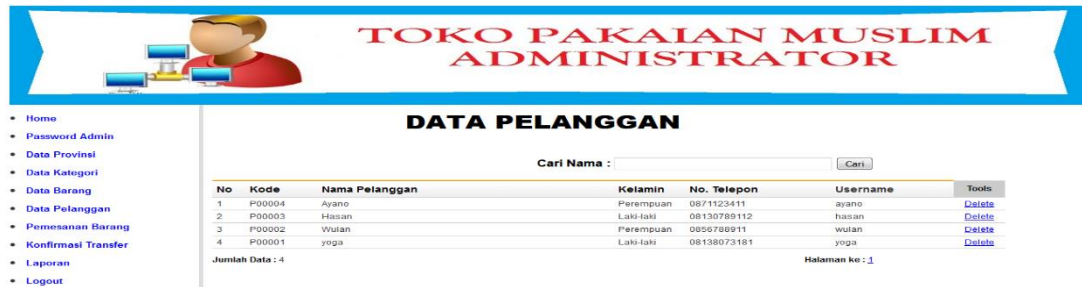 TOKO PAKAIAN MUSLIM
ADMINISTRATOR
Home
Password Admin
Data Provinsi
Data Kategori
Data Barang
Data Pelanggan
Pemesanan Barang
Konfirmasi Transfer
Laporan
Logout
DATA PELANGGAN
Cari Nama : Cari
No Kode Nama Pelanggan Kelamin No. Telepon Username Tools
1 P00004 Ayano Perempuan 0871123411 ayano Delete
2 P00003 Hasan Laki-laki 08130789112 hasan Delete
3 P00002 Wulan Perempuan 0856788911 wulan Delete
4 P00001 yoga Laki-laki 08138073181 yoga Delete
Jumlah Data : 4 Halaman ke : 1